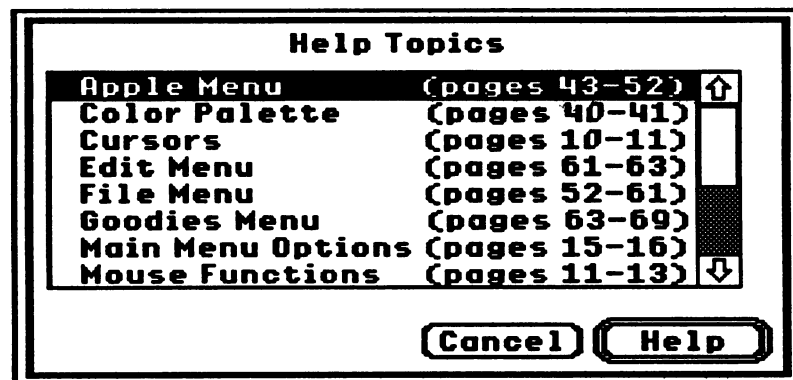 Help Topics
Apple Menu (pages 43-52)
Color Palette (pages 40-41)
Cursors (pages 10-11)
Edit Menu (pages 61-63)
File Menu (pages 52-61)
Goodies Menu (pages 63-69)
Main Menu Options (pages 15-16)
Mouse Functions (pages 11-13)
Cancel Help